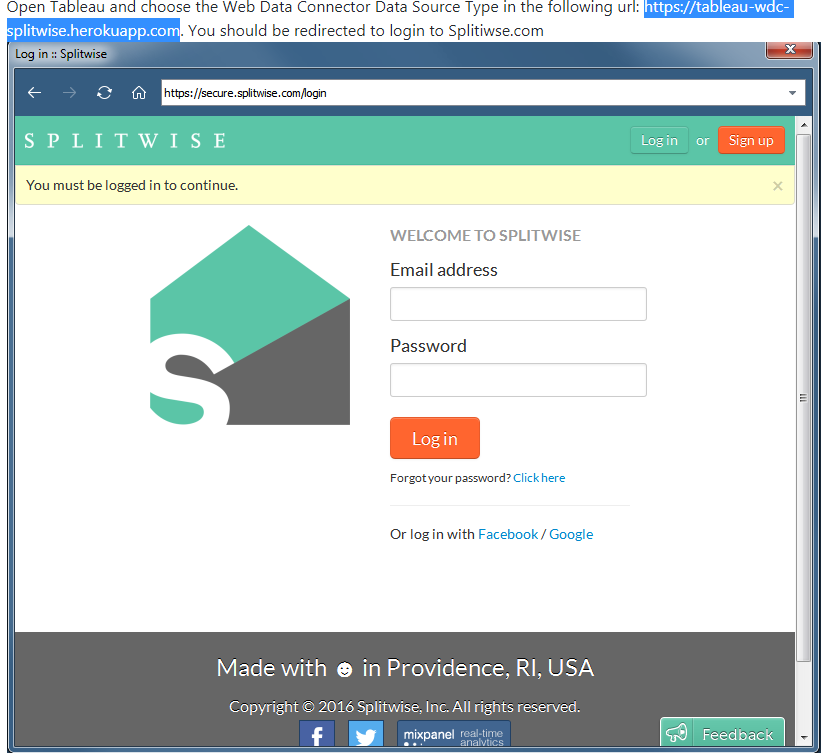 Open Tableau and choose the Web Data Connector Data Source Type in the following url: https://tableau-wdc-
splitwise.herokuapp.com. You should be redirected to login to Splitiwse.com
Log in :: Splitwise
https://secure.splitwise.com/login
SPLITWISE
Log in or Sign up
You must be logged in to continue.
×
WELCOME TO SPLITWISE
Email address
Password
Log in
Forgot your password? Click here
Or log in with Facebook / Google
Made with ☻ in Providence, RI, USA
Copyright © 2016 Splitwise, Inc. All rights reserved.
mixpanel real-time
analytics
Feedback